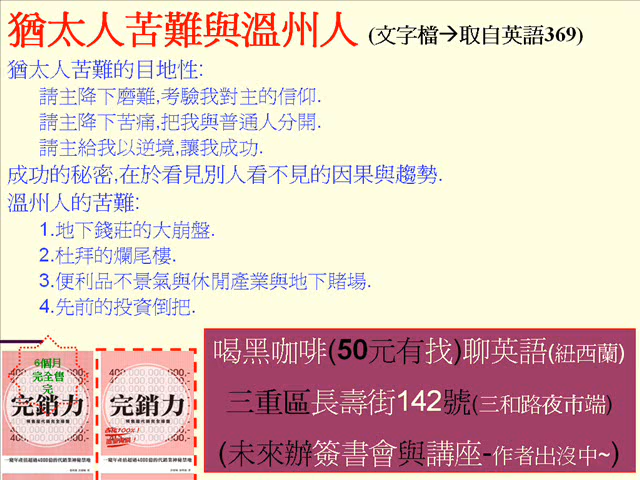 猶太人苦難與溫州人 (文字檔→取自英語369)
猶太人苦難的目地性:
請主降下磨難,考驗我對主的信仰.
請主降下苦痛,把我與普通人分開.
請主給我以逆境,讓我成功.
成功的秘密,在於看見別人看不見的因果與趨勢.
溫州人的苦難:
1.地下錢莊的大崩盤.
2.杜拜的爛尾樓.
3.便利品不景氣與休閒產業與地下賭場.
4.先前的投資倒把.
喝黑咖啡(50元有找)聊英語(紐西蘭)
三重區長壽街142號(三和路夜市端)
(未來辦簽書會與講座-作者出沒中~)
6個月
完全售
完
完銷力
完銷力